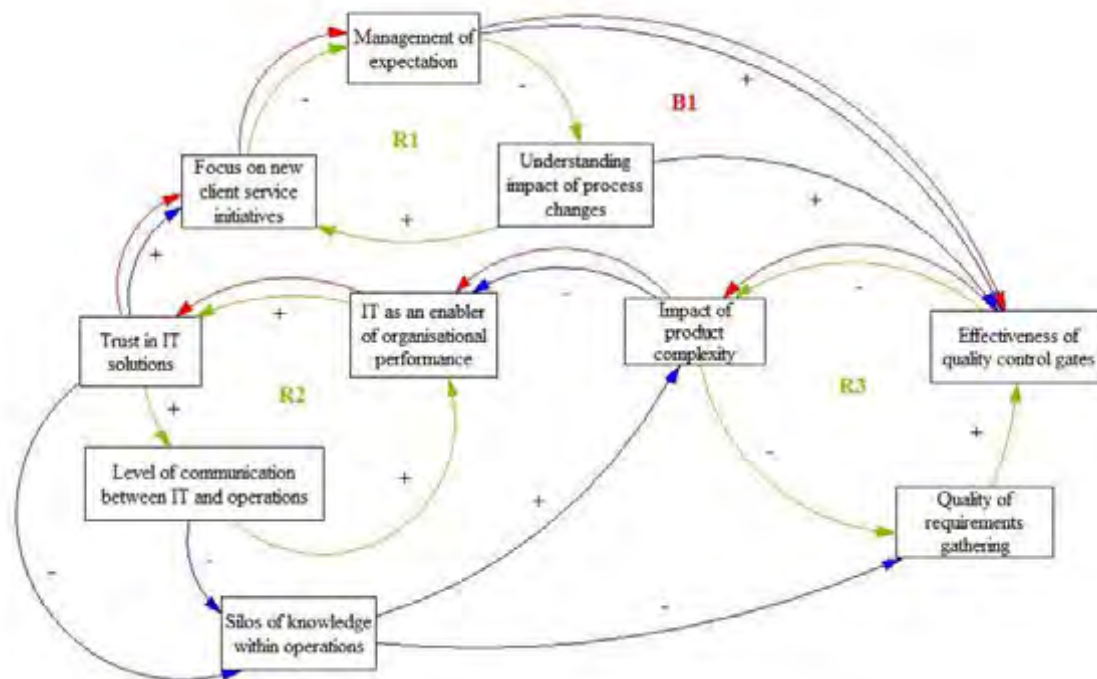 Management of
expectation
+
-
-
B1
R1
Focus on new
client service
initiatives
Understanding
impact of process
changes
+
+
+
-
-
+
IT as an enabler
of organisational
performance
Impact of
product
complexity
Effectiveness of
quality control gates
Trust in IT
solutions
R2
R3
+
+
-
+
Level of communication
between IT and operations
+
Quality of
requirements
gathering
-
-
-
Silos of knowledge
within operations